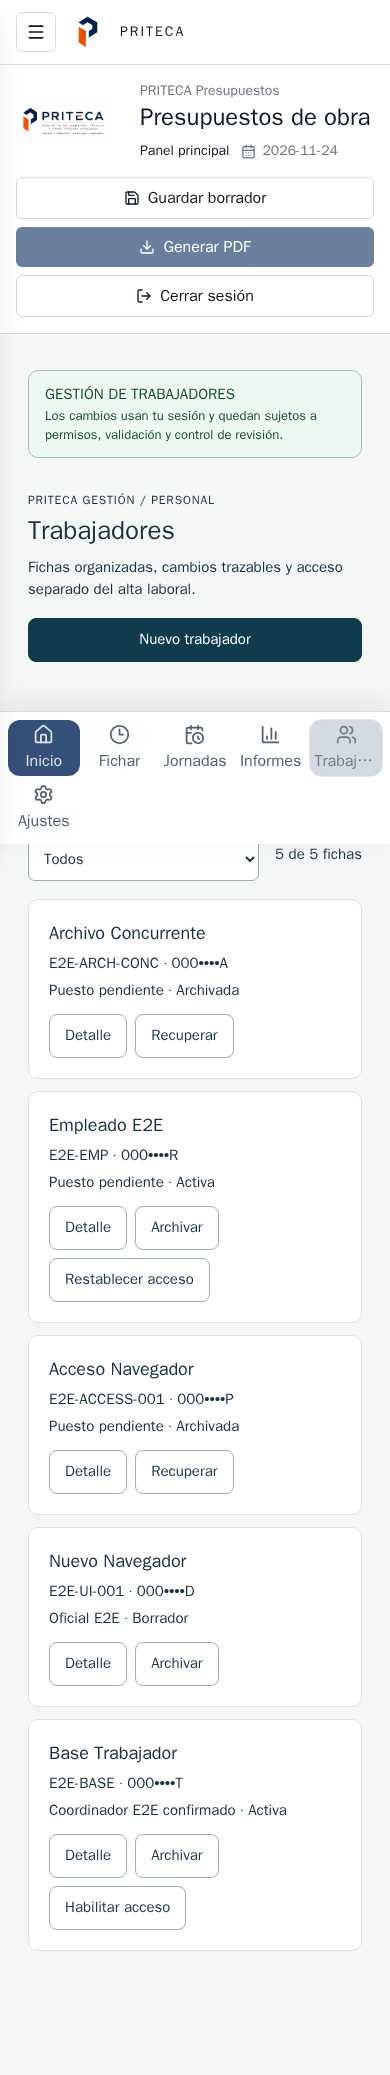 PRITECA
PRITECA
PRITECA Presupuestos
Presupuestos de obra
Panel principal 2026-11-24
Guardar borrador
Generar PDF
Cerrar sesión
GESTIÓN DE TRABAJADORES
Los cambios usan tu sesión y quedan sujetos a
permisos, validación y control de revisión.
PRITECA GESTIÓN / PERSONAL
Trabajadores
Fichas organizadas, cambios trazables y acceso
separado del alta laboral.
Nuevo trabajador
Inicio Fichar Jornadas Informes Trabaj…
Ajustes
Todos 5 de 5 fichas
Archivo Concurrente
E2E-ARCH-CONC · 000••••A
Puesto pendiente · Archivada
Detalle Recuperar
Empleado E2E
E2E-EMP · 000••••R
Puesto pendiente · Activa
Detalle Archivar
Restablecer acceso
Acceso Navegador
E2E-ACCESS-001 · 000••••P
Puesto pendiente · Archivada
Detalle Recuperar
Nuevo Navegador
E2E-UI-001 · 000••••D
Oficial E2E · Borrador
Detalle Archivar
Base Trabajador
E2E-BASE · 000••••T
Coordinador E2E confirmado · Activa
Detalle Archivar
Habilitar acceso